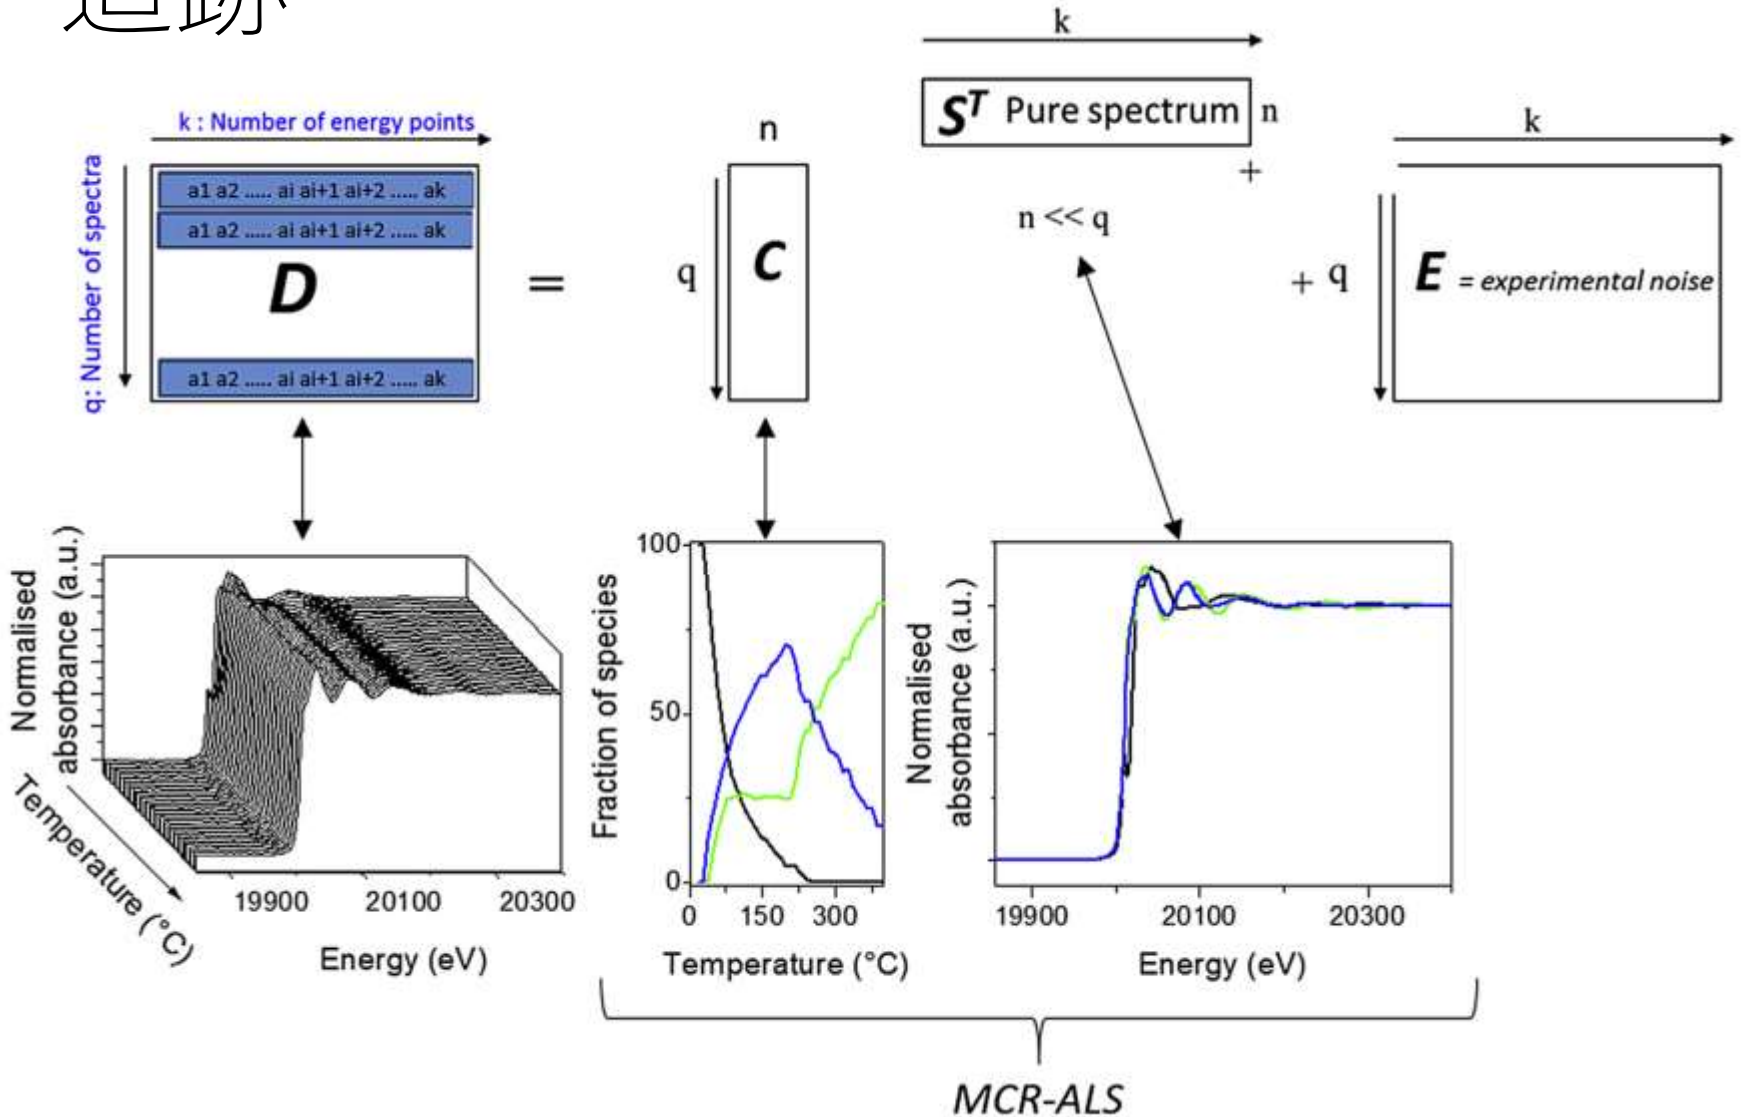 追跡
k : Number of energy points
q: Number of spectra
a1 a2 ..... ai ai+1 ai+2 ..... ak
a1 a2 ..... ai ai+1 ai+2 ..... ak
D
a1 a2 ..... ai ai+1 ai+2 ..... ak
=
n
q
C
k
S^T Pure spectrum
n
+
n << q
k
+ q
E = experimental noise
Normalised
absorbance (a.u.)
Temperature (°C)
19900 20100 20300
Energy (eV)
Fraction of species
100
50
0
0 150 300
Temperature (°C)
Normalised
absorbance (a.u.)
19900 20100 20300
Energy (eV)
MCR-ALS